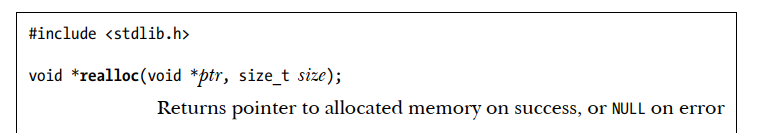 #include <stdlib.h>
void *realloc(void *ptr, size_t size);
Returns pointer to allocated memory on success, or NULL on error